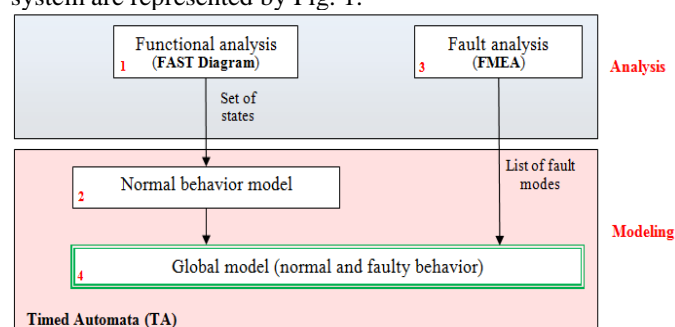 system are represented by Fig. 1.
Functional analysis
(FAST Diagram)
1
Fault analysis
(FMEA)
3
Analysis
Set of
states
List of fault
modes
Normal behavior model
2
Modeling
Global model (normal and faulty behavior)
4
Timed Automata (TA)